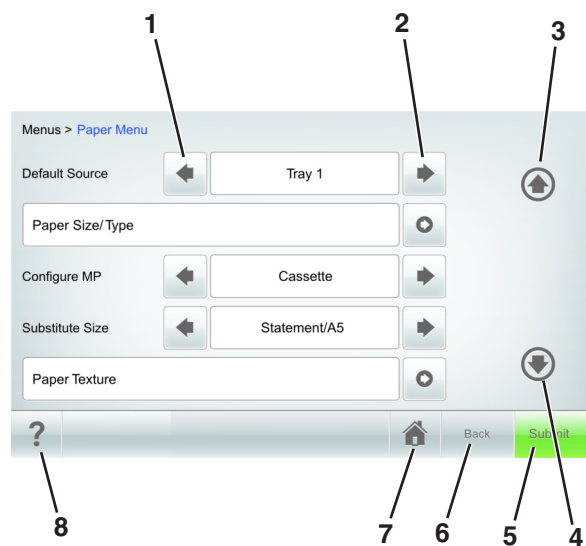 1 2 3
Menus > Paper Menu
Default Source Tray 1
Paper Size/Type
Configure MP Cassette
Substitute Size Statement/A5
Paper Texture
? Back Submit
8 7 6 5 4